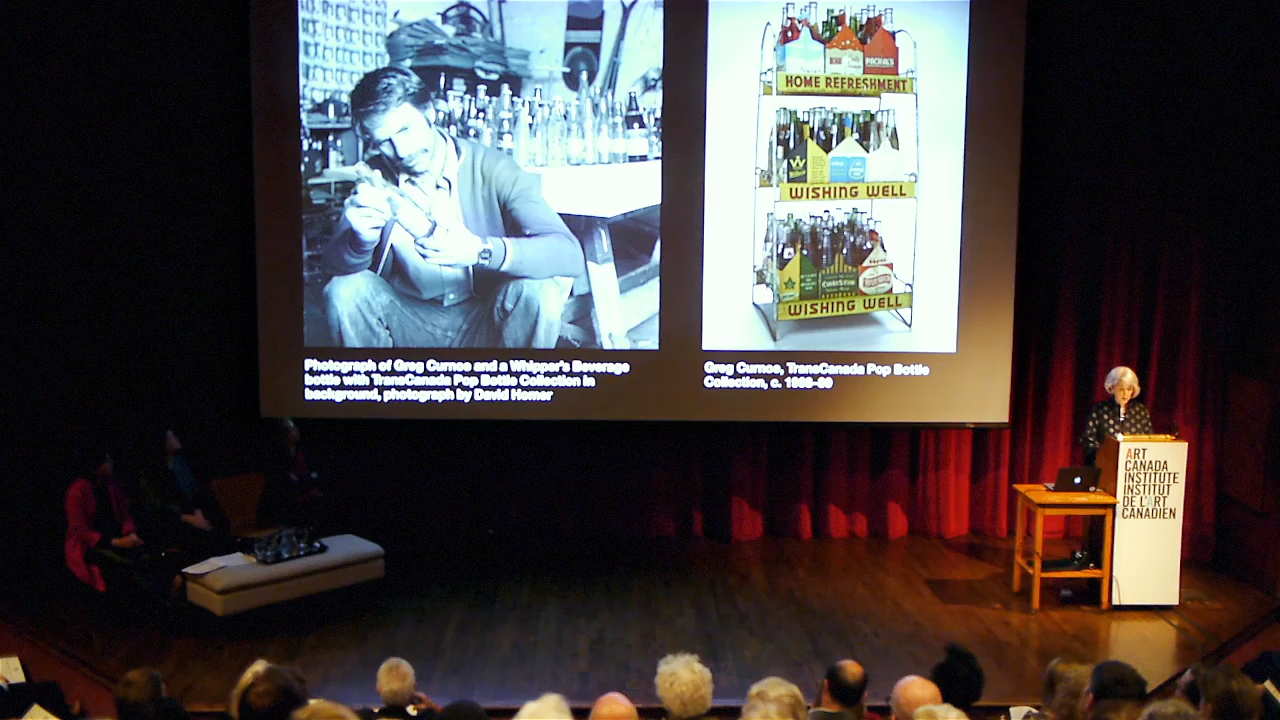 HOME REFRESHMENT
WISHING WELL
WISHING WELL
Photograph of Greg Curnoe and a Whipper's Beverage
bottle with TransCanada Pop Bottle Collection in
background, photograph by David Homer
Greg Curnoe, TransCanada Pop Bottle
Collection, c.
ART
CANADA
INSTITUTE
INSTITUT
DE L'ART
CANADIEN